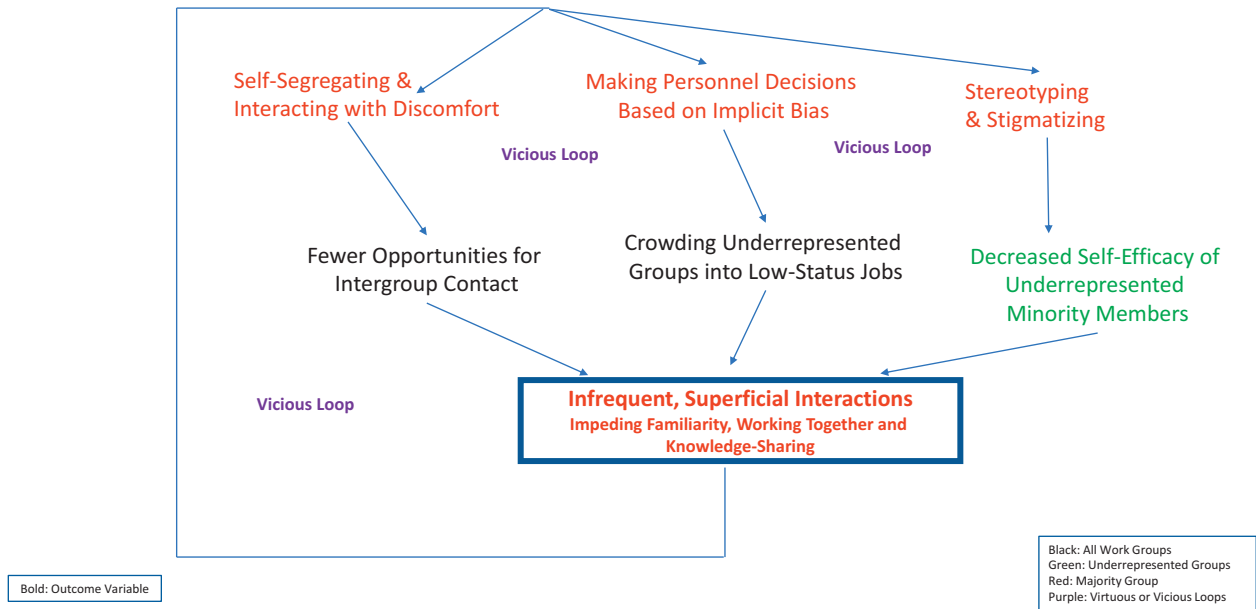 Self-Segregating &
Interacting with Discomfort
Making Personnel Decisions
Based on Implicit Bias
Stereotyping
& Stigmatizing
Vicious Loop
Vicious Loop
Fewer Opportunities for
Intergroup Contact
Crowding Underrepresented
Groups into Low-Status Jobs
Decreased Self-Efficacy of
Underrepresented
Minority Members
Infrequent, Superficial Interactions
Impeding Familiarity, Working Together and
Knowledge-Sharing
Vicious Loop
Bold: Outcome Variable
Black: All Work Groups
Green: Underrepresented Groups
Red: Majority Group
Purple: Virtuous or Vicious Loops